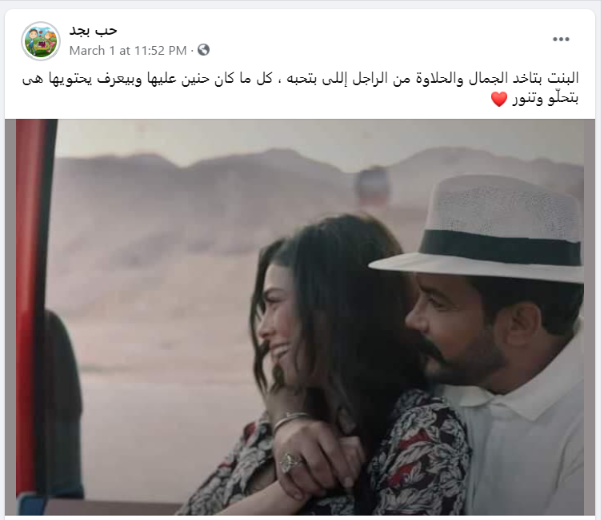 حب بجد
March 1 at 11:52 PM ·
البنت بتاخد الجمال والحلاوة من الراجل إللى بتحبه ، كل ما كان حنين عليها وبيعرف يحتويها هى
بتحلّو وتنور ♥